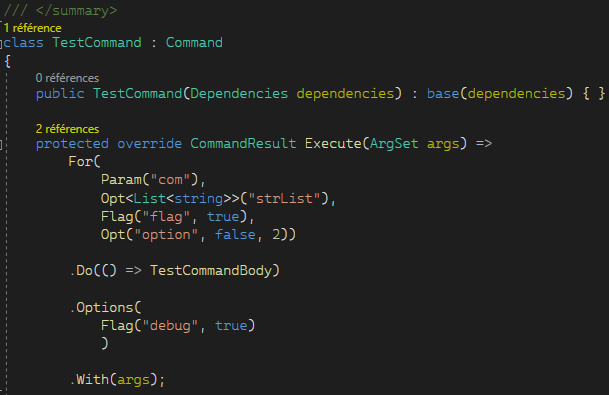 /// </summary>
1 référence
class TestCommand : Command
{
0 références
public TestCommand(Dependencies dependencies) : base(dependencies) { }
2 références
protected override CommandResult Execute(ArgSet args) =>
For(
Param("com"),
Opt<List<string>>("strList"),
Flag("flag", true),
Opt("option", false, 2))
.Do(() => TestCommandBody)
.Options(
Flag("debug", true)
)
.With(args);